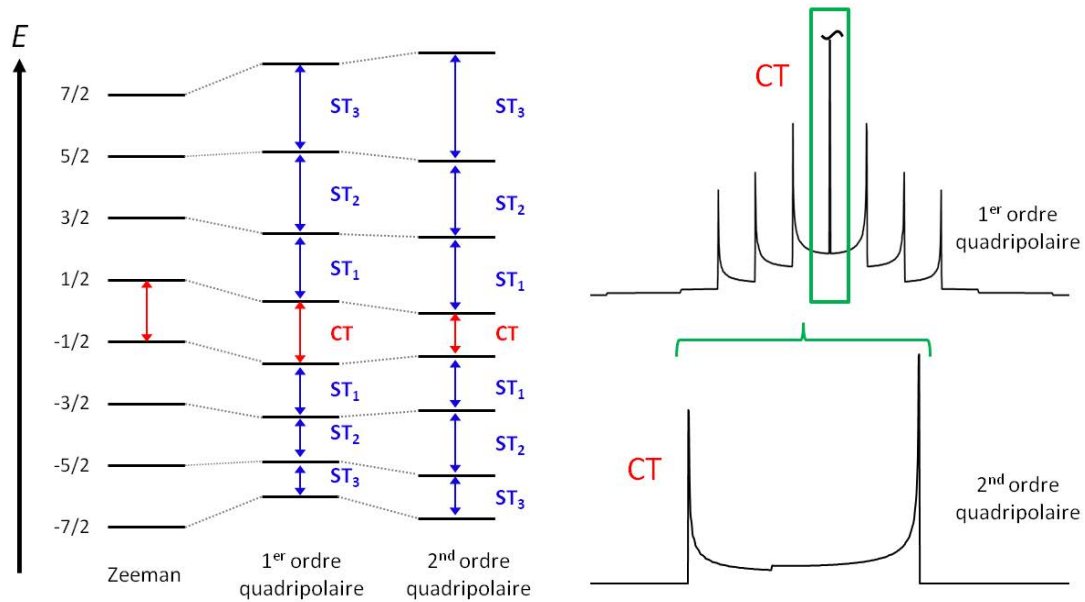 E
7/2
5/2
3/2
1/2
-1/2
-3/2
-5/2
-7/2
Zeeman
ST3
ST2
ST1
CT
ST1
ST2
ST3
1er ordre
quadripolaire
ST3
ST2
ST1
CT
ST1
ST2
ST3
2nd ordre
quadripolaire
CT
1er ordre
quadripolaire
CT
2nd ordre
quadripolaire